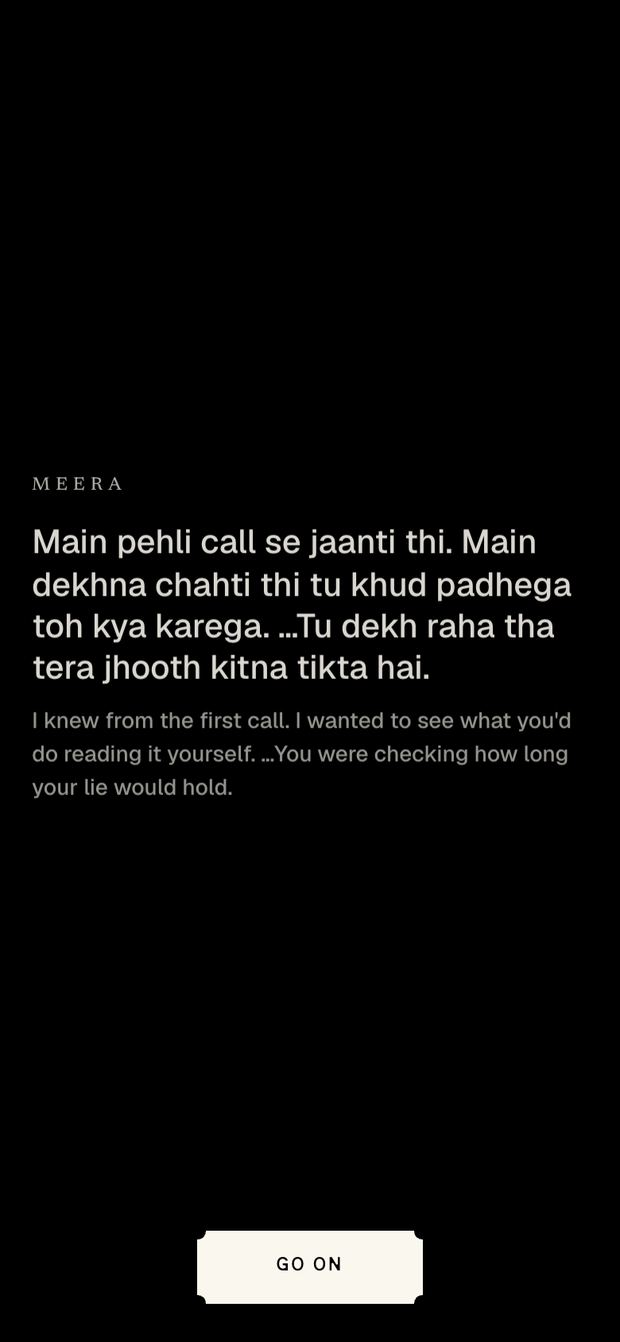 MEERA
Main pehli call se jaanti thi. Main
dekhna chahti thi tu khud padhega
toh kya karega. ...Tu dekh raha tha
tera jhooth kitna tikta hai.
I knew from the first call. I wanted to see what you'd
do reading it yourself. ...You were checking how long
your lie would hold.
GO ON